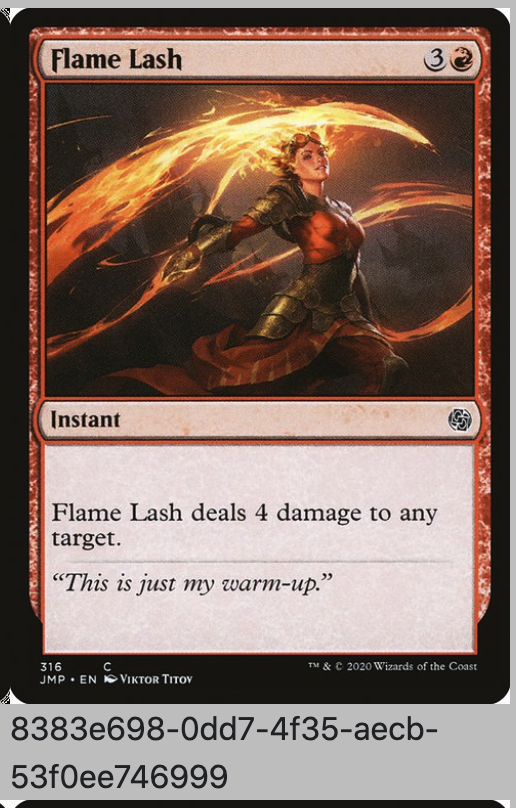 Flame Lash 3
Instant
Flame Lash deals 4 damage to any
target.
“This is just my warm-up.”
316 C
JMP • EN Viktor Titov
™ & © 2020 Wizards of the Coast
8383e698-0dd7-4f35-aecb-
53f0ee746999